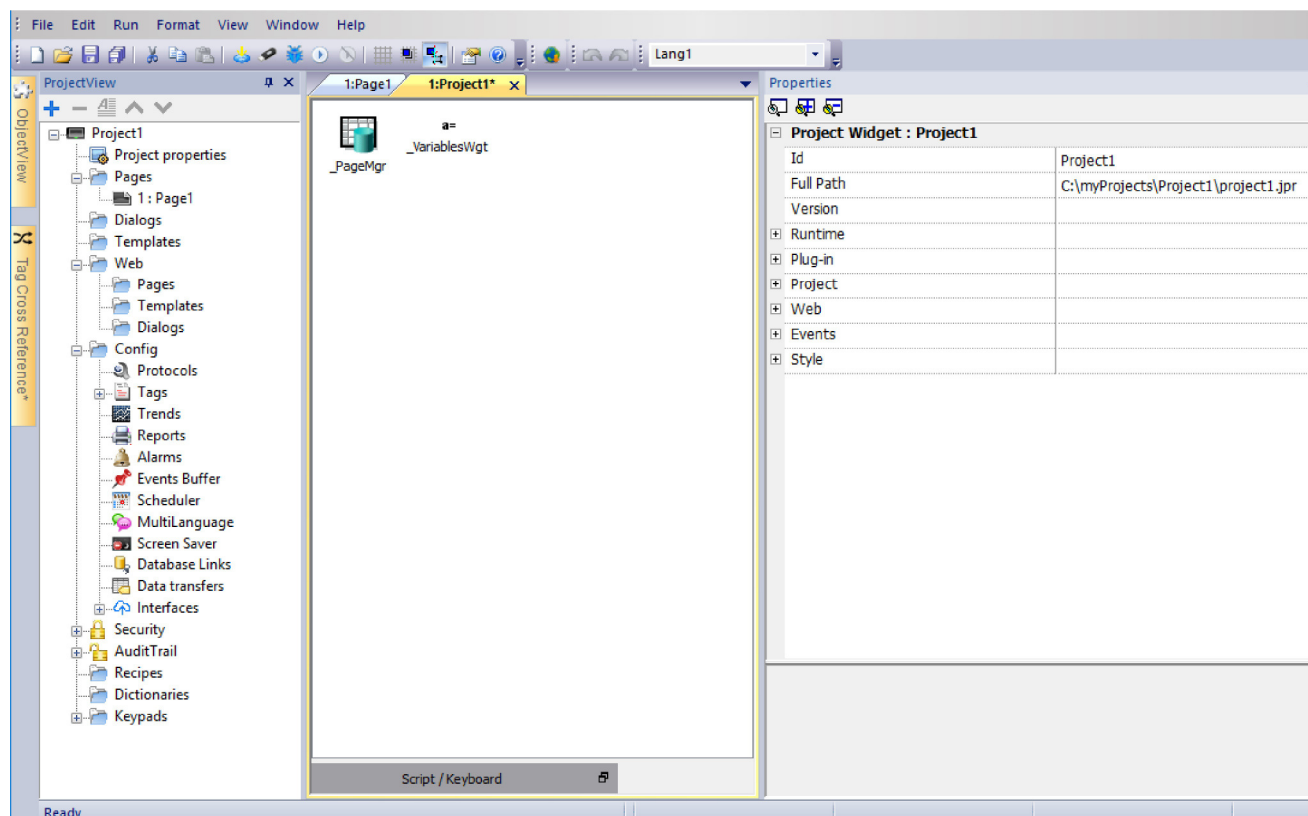 File Edit Run Format View Window Help
Lang1
ObjectView
Tag Cross Reference*
ProjectView
Project1
Project properties
Pages
1 : Page1
Dialogs
Templates
Web
Pages
Templates
Dialogs
Config
Protocols
Tags
Trends
Reports
Alarms
Events Buffer
Scheduler
MultiLanguage
Screen Saver
Database Links
Data transfers
Interfaces
Security
AuditTrail
Recipes
Dictionaries
Keypads
1:Page1 1:Project1*
_PageMgr
a=
_VariablesWgt
Script / Keyboard
Properties
Project Widget : Project1
Id Project1
Full Path C:\myProjects\Project1\project1.jpr
Version
Runtime
Plug-in
Project
Web
Events
Style
Ready